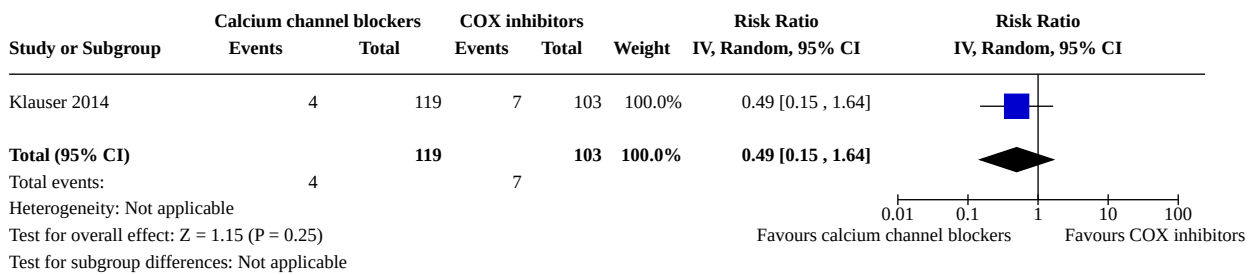 Calcium channel blockers COX inhibitors Risk Ratio Risk Ratio
Study or Subgroup Events Total Events Total Weight IV, Random, 95% CI IV, Random, 95% CI
Klauser 2014 4 119 7 103 100.0% 0.49 [0.15 , 1.64]
Total (95% CI) 119 103 100.0% 0.49 [0.15 , 1.64]
Total events: 4 7
Heterogeneity: Not applicable
0.01 0.1 1 10 100
Test for overall effect: Z = 1.15 (P = 0.25) Favours calcium channel blockers Favours COX inhibitors
Test for subgroup differences: Not applicable